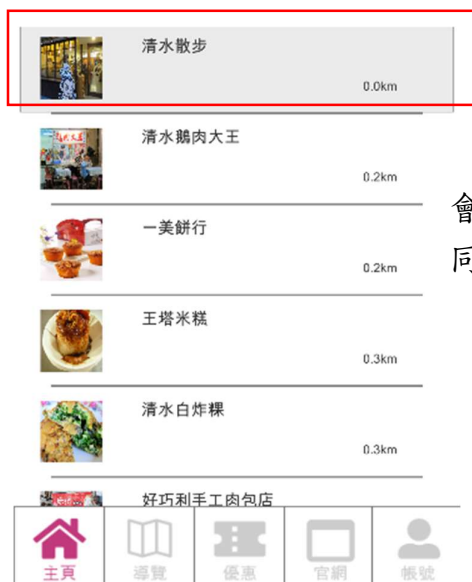 清水散步
0.0km
清水鵝肉大王
0.2km
會
同
一美餅行
0.2km
王塔米糕
0.3km
清水白炸粿
0.3km
好巧利手工肉包店
主頁
導覽
優惠
官網
帳號